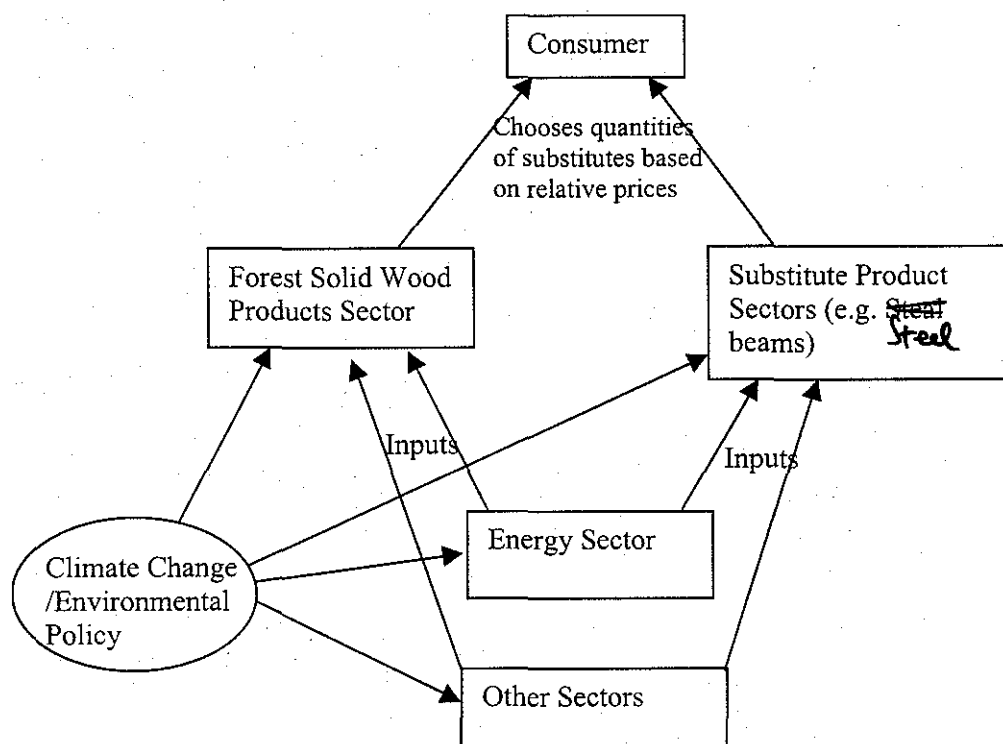 Consumer
Chooses quantities
of substitutes based
on relative prices
Forest Solid Wood
Products Sector
Substitute Product
Sectors (e.g. Steal
Steel
beams)
Inputs
Inputs
Energy Sector
Climate Change
/Environmental
Policy
Other Sectors